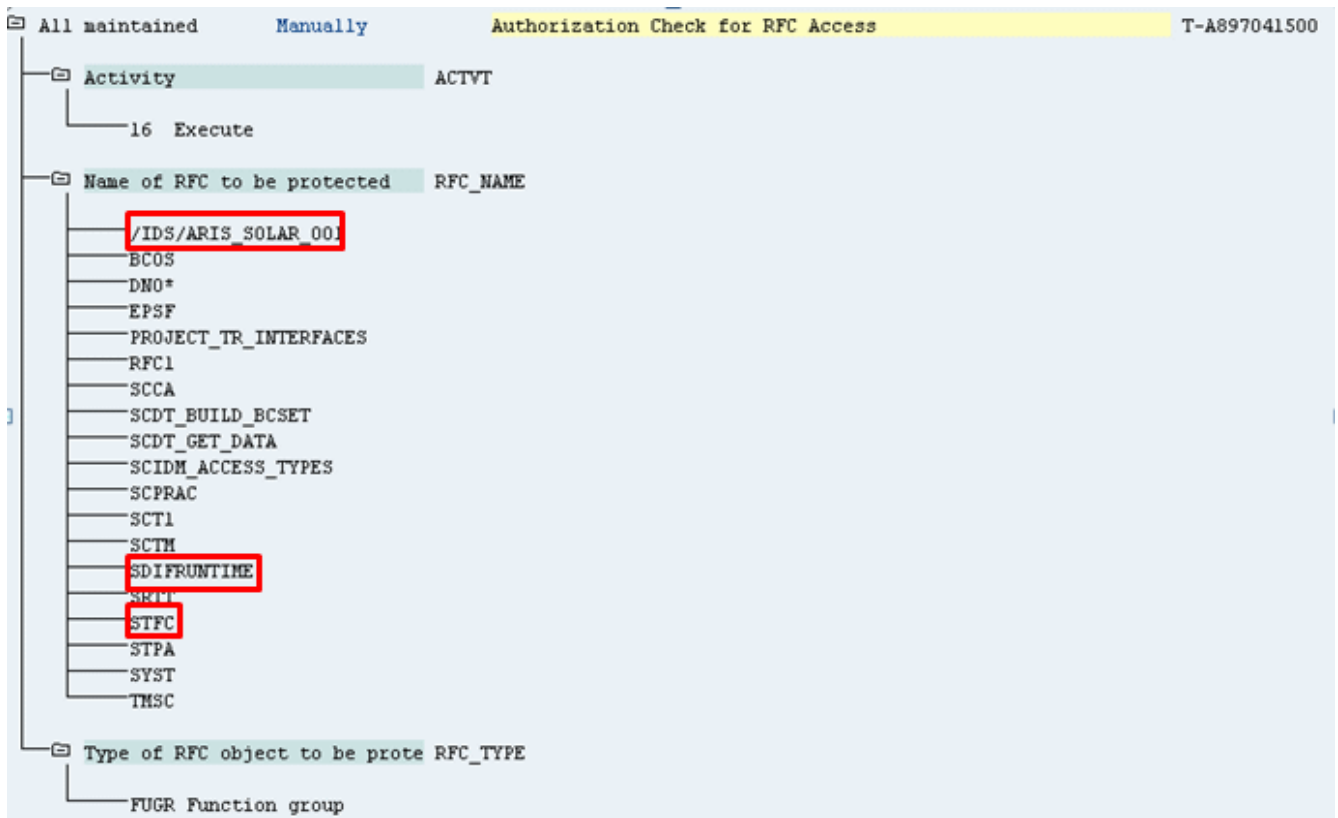 All maintained Manually Authorization Check for RFC Access T-A897041500
Activity ACTVT
16 Execute
Name of RFC to be protected RFC_NAME
/IDS/ARIS_SOLAR_001
BCOS
DNO*
EPSF
PROJECT_TR_INTERFACES
RFC1
SCCA
SCDT_BUILD_BCSET
SCDT_GET_DATA
SCIDM_ACCESS_TYPES
SCPRAC
SCT1
SCTM
SDIFRUNTIME
SRTT
STFC
STPA
SYST
TMSC
Type of RFC object to be prote RFC_TYPE
FUGR Function group